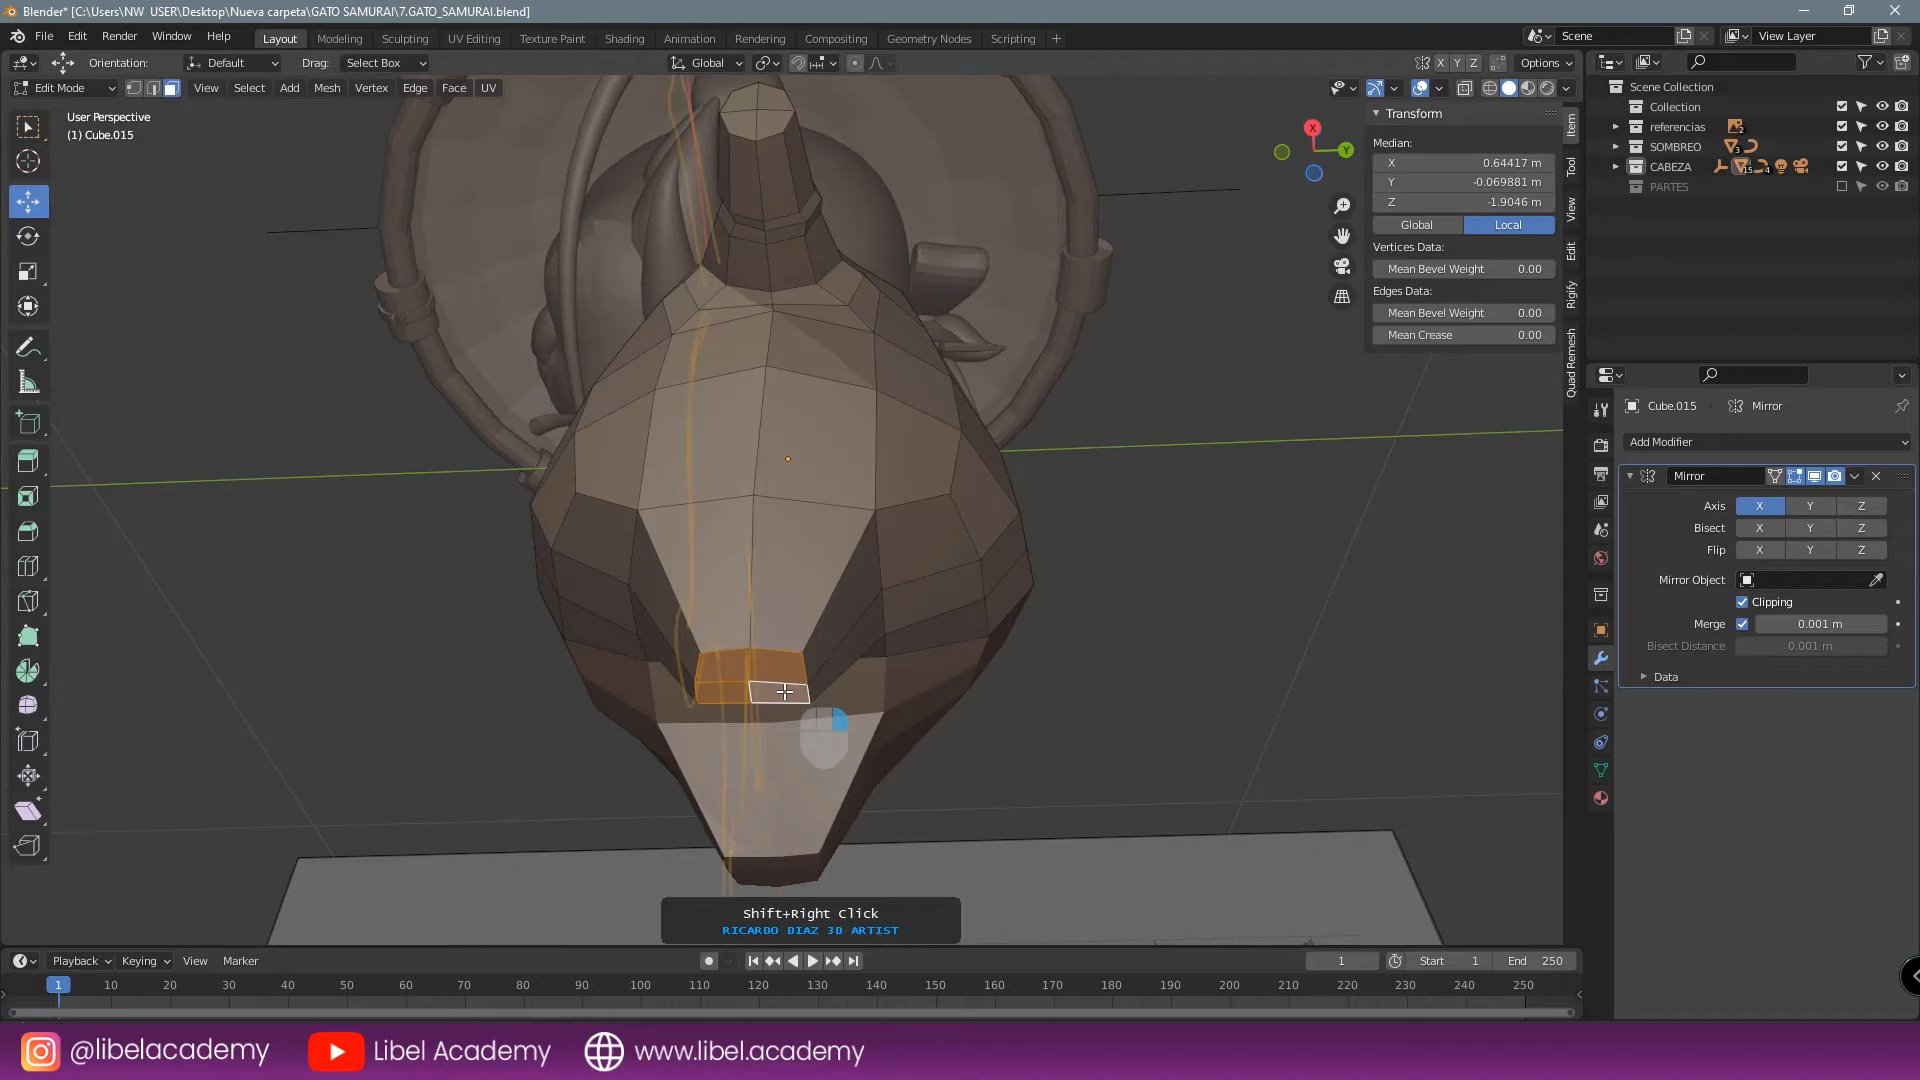 Blender* [C:\Users\NW_USER\Desktop\Nueva carpeta\GATO SAMURAI\7.GATO_SAMURAI.blend]
File Edit Render Window Help Layout Modeling Sculpting UV Editing Texture Paint Shading Animation Rendering Compositing Geometry Nodes Scripting + Scene View Layer
Orientation: Default Drag: Select Box Global X Y Z Options
Edit Mode View Select Add Mesh Vertex Edge Face UV
User Perspective
(1) Cube.015
X
Y
Transform
Median:
X 0.64417 m
Y -0.069881 m
Z -1.9046 m
Global Local
Vertices Data:
Mean Bevel Weight 0.00
Edges Data:
Mean Bevel Weight 0.00
Mean Crease 0.00
Item
Tool
View
Edit
Rigify
Quad Remesh
Scene Collection
Collection
referencias 2
SOMBREO 3
CABEZA 15 4
PARTES
Cube.015 Mirror
Add Modifier
Mirror
Axis X Y Z
Bisect X Y Z
Flip X Y Z
Mirror Object
Clipping
Merge 0.001 m
Bisect Distance 0.001 m
Data
Shift+Right Click
RICARDO DIAZ 3D ARTIST
Playback Keying View Marker 1 Start 1 End 250
1 10 20 30 40 50 60 70 80 90 100 110 120 130 140 150 160 170 180 190 200 210 220 230 240 250
@libelacademy Libel Academy www.libel.academy